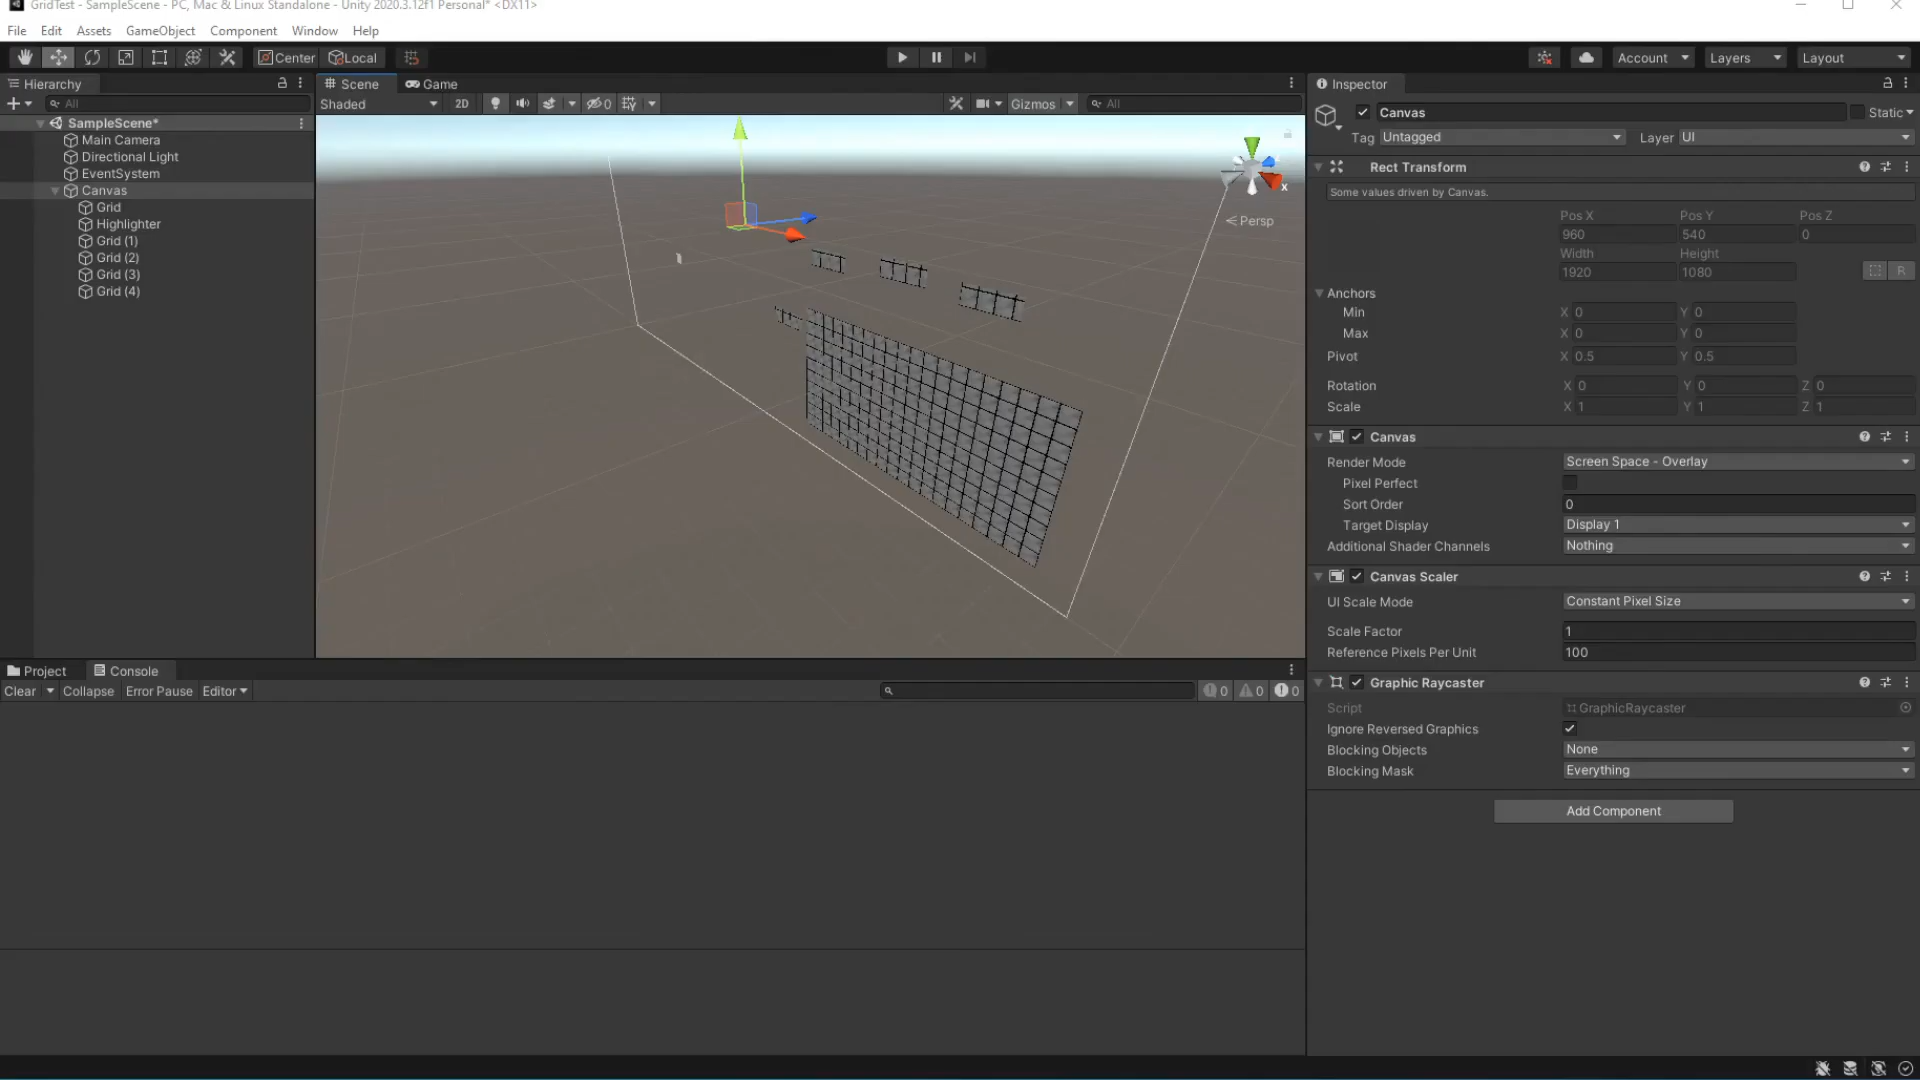 GridTest - SampleScene - PC, Mac & Linux Standalone - Unity 2020.3.12f1 Personal* <DX11>
File Edit Assets GameObject Component Window Help
Center Local Account Layers Layout
Hierarchy
All
SampleScene*
Main Camera
Directional Light
EventSystem
Canvas
Grid
Highlighter
Grid (1)
Grid (2)
Grid (3)
Grid (4)
Scene Game
Shaded 2D 0 Gizmos All
x
Persp
Project Console
Clear Collapse Error Pause Editor 0 0 0
Inspector
Canvas Static
Tag Untagged Layer UI
Rect Transform
Some values driven by Canvas.
Pos X Pos Y Pos Z
960 540 0
Width Height
1920 1080 R
Anchors
Min X 0 Y 0
Max X 0 Y 0
Pivot X 0.5 Y 0.5
Rotation X 0 Y 0 Z 0
Scale X 1 Y 1 Z 1
Canvas
Render Mode Screen Space - Overlay
Pixel Perfect
Sort Order 0
Target Display Display 1
Additional Shader Channels Nothing
Canvas Scaler
UI Scale Mode Constant Pixel Size
Scale Factor 1
Reference Pixels Per Unit 100
Graphic Raycaster
Script GraphicRaycaster
Ignore Reversed Graphics
Blocking Objects None
Blocking Mask Everything
Add Component